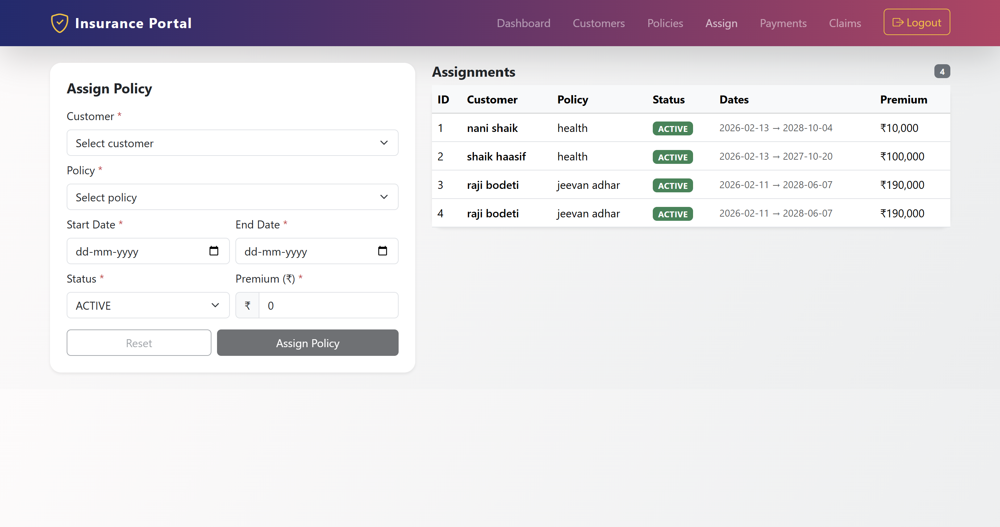 Insurance Portal
Dashboard Customers Policies Assign Payments Claims Logout
Assign Policy
Customer *
Select customer
Policy *
Select policy
Start Date * End Date *
dd-mm-yyyy dd-mm-yyyy
Status * Premium (₹) *
ACTIVE ₹ 0
Reset Assign Policy
Assignments 4
ID Customer Policy Status Dates Premium
1 nani shaik health ACTIVE 2026-02-13 → 2028-10-04 ₹10,000
2 shaik haasif health ACTIVE 2026-02-13 → 2027-10-20 ₹100,000
3 raji bodeti jeevan adhar ACTIVE 2026-02-11 → 2028-06-07 ₹190,000
4 raji bodeti jeevan adhar ACTIVE 2026-02-11 → 2028-06-07 ₹190,000